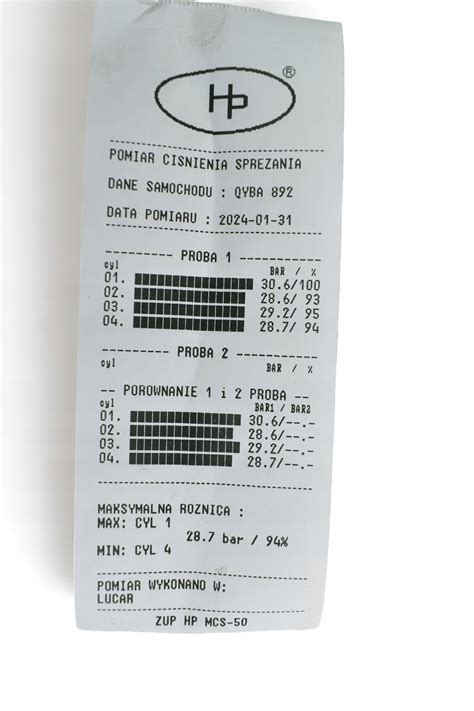 HP ®
POMIAR CISNIENIA SPREZANIA
DANE SAMOCHODU : QYBA 892
DATA POMIARU : 2024-01-31
---------- PROBA 1 ----------
cyl BAR / %
01. 30.6/100
02. 28.6/ 93
03. 29.2/ 95
04. 28.7/ 94
---------- PROBA 2 ----------
cyl BAR / %
-- POROWNANIE 1 i 2 PROBA --
cyl BAR1 / BAR2
01. 30.6/--.-
02. 28.6/--.-
03. 29.2/--.-
04. 28.7/--.-
MAKSYMALNA ROZNICA :
MAX: CYL 1
28.7 bar / 94%
MIN: CYL 4
POMIAR WYKONANO W:
LUCAR
ZUP HP MCS-50